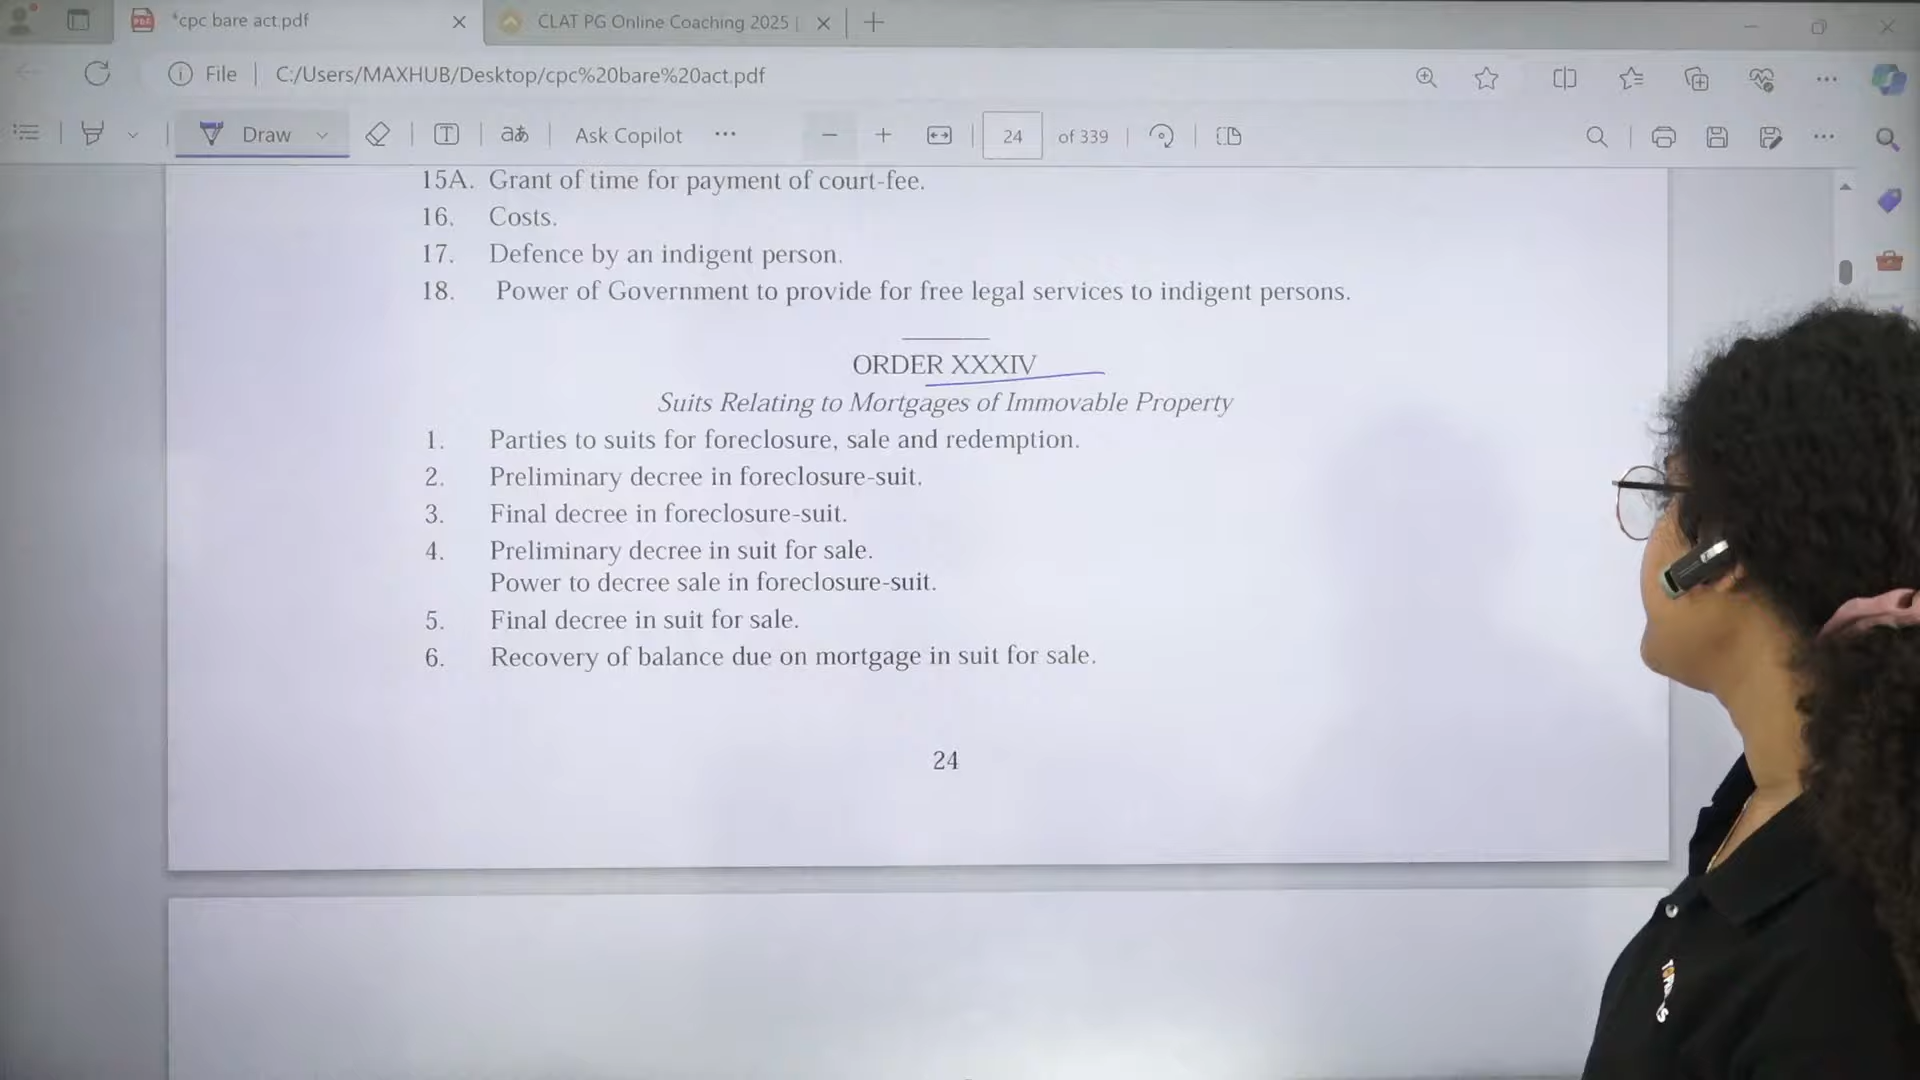 *cpc bare act.pdf
CLAT PG Online Coaching 2025 |
File
C:/Users/MAXHUB/Desktop/cpc%20bare%20act.pdf
Draw
T
aあ
Ask Copilot
24
of 339
15A. Grant of time for payment of court-fee.
16. Costs.
17. Defence by an indigent person.
18. Power of Government to provide for free legal services to indigent persons.
ORDER XXXIV
Suits Relating to Mortgages of Immovable Property
1. Parties to suits for foreclosure, sale and redemption.
2. Preliminary decree in foreclosure-suit.
3. Final decree in foreclosure-suit.
4. Preliminary decree in suit for sale.
Power to decree sale in foreclosure-suit.
5. Final decree in suit for sale.
6. Recovery of balance due on mortgage in suit for sale.
24